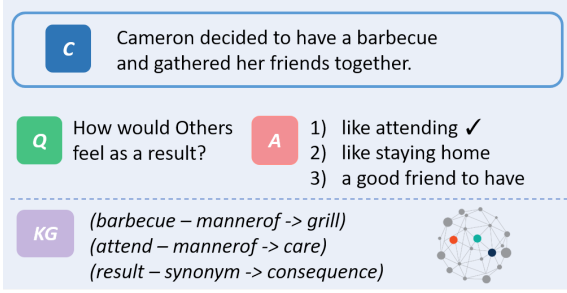 C
Cameron decided to have a barbecue
and gathered her friends together.
Q
How would Others
feel as a result?
A
1) like attending ✓
2) like staying home
3) a good friend to have
KG
(barbecue – mannerof -> grill)
(attend – mannerof -> care)
(result – synonym -> consequence)